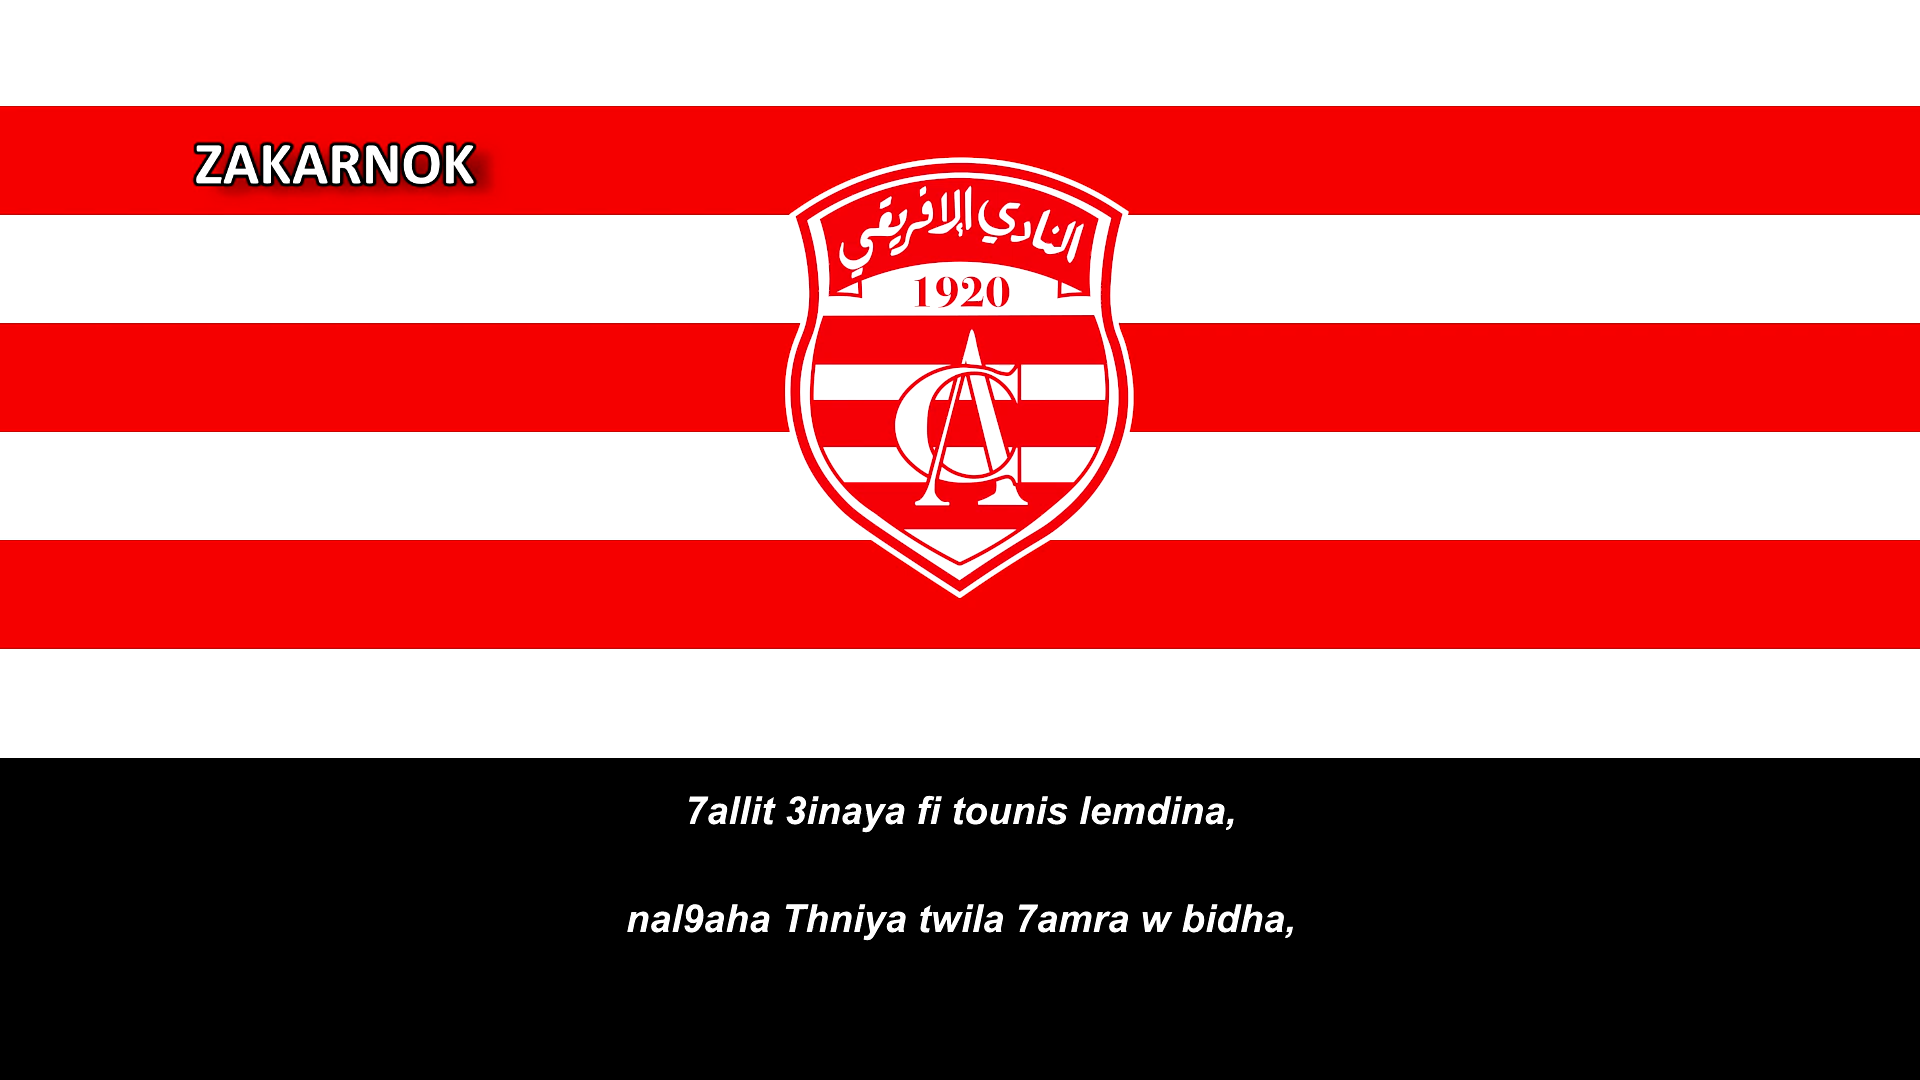 ZAKARNOK
النادي الإفريقي
1920
CA
7allit 3inaya fi tounis lemdina,
nal9aha Thniya twila 7amra w bidha,